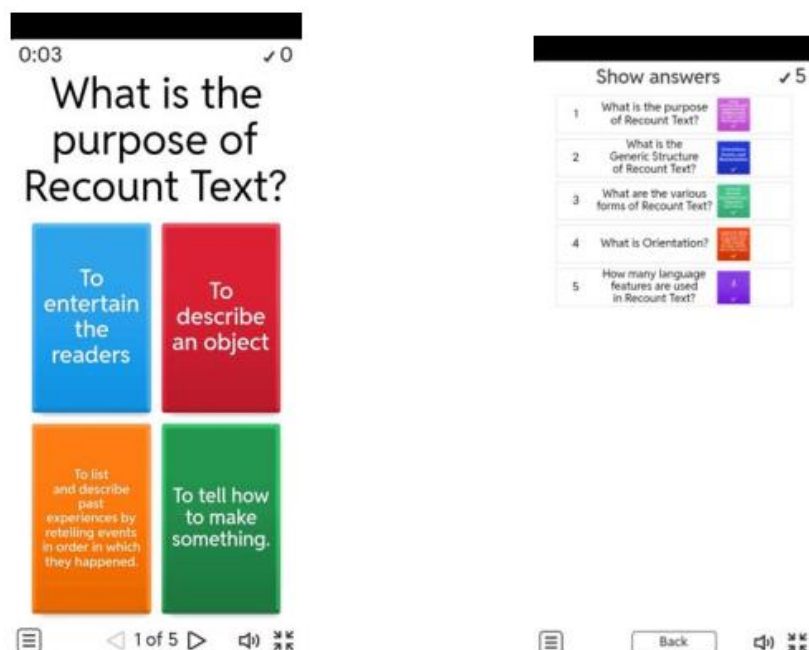 0:03
✓0
What is the
purpose of
Recount Text?
To
entertain
the
readers
To
describe
an object
To list
and describe
past
experiences by
retelling events
in order in which
they happened.
To tell how
to make
something.
1 of 5
Show answers
✓5
1
What is the purpose
of Recount Text?
2
What is the
Generic Structure
of Recount Text?
3
What are the various
forms of Recount Text?
4
What is Orientation?
5
How many language
features are used
in Recount Text?
Back